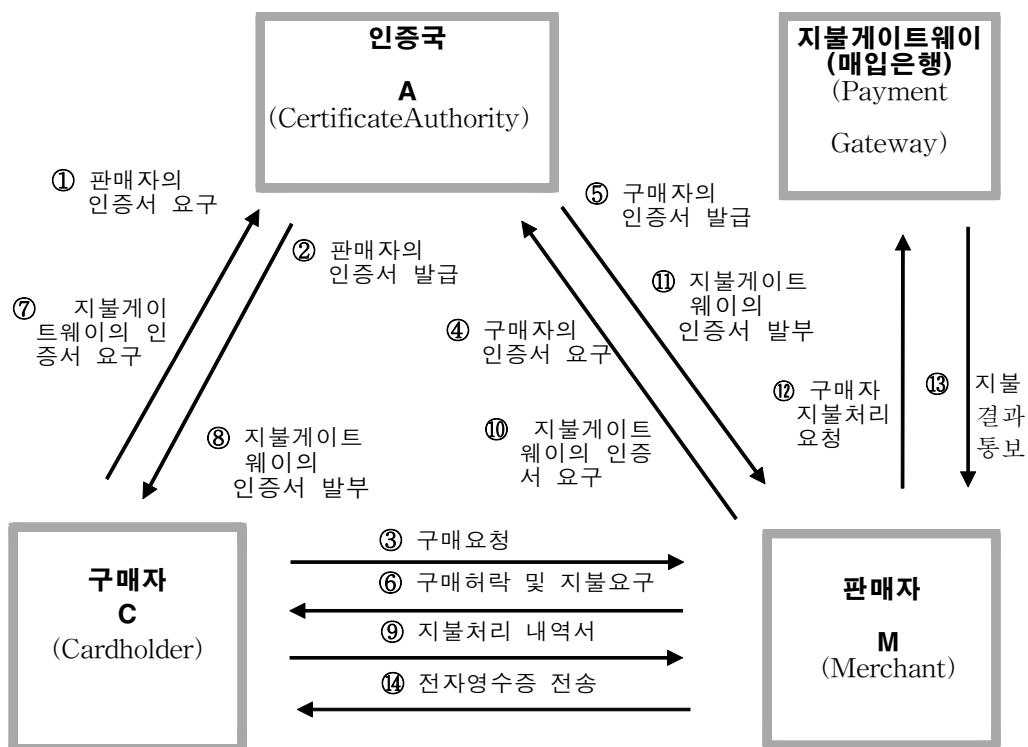 인증국
A
(CertificateAuthority)
지불게이트웨이
(매입은행)
(Payment
Gateway)
① 판매자의
인증서 요구
② 판매자의
인증서 발급
⑤ 구매자의
인증서 발급
⑦ 지불게이
트웨이의 인
증서 요구
⑪ 지불게이트
웨이의
인증서 발부
④ 구매자의
인증서 요구
⑫ 구매자
지불처리
요청
⑬ 지불
결과
통보
⑧ 지불게이트
웨이의
인증서 발부
⑩ 지불게이트
웨이의 인증
서 요구
구매자
C
(Cardholder)
③ 구매요청
⑥ 구매허락 및 지불요구
⑨ 지불처리 내역서
⑭ 전자영수증 전송
판매자
M
(Merchant)